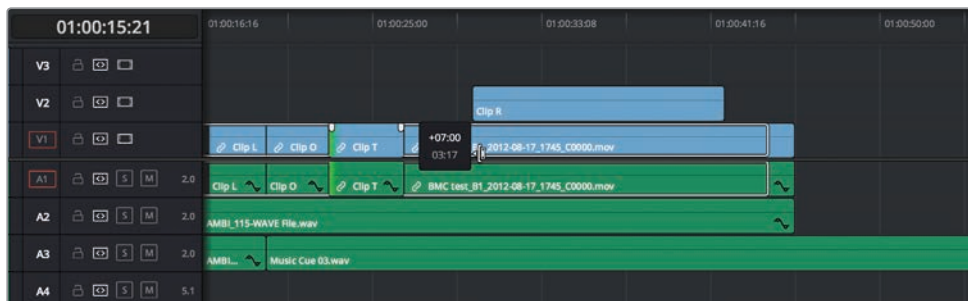 01:00:15:21
01:00:16:16 01:00:25:00 01:00:33:08 01:00:41:16 01:00:50:00
V3
V2
Clip R
V1 Clip L Clip O Clip T B1_2012-08-17_1745_C0000.mov
+07:00
03:17
A1 S M 2.0 Clip L Clip O Clip T BMC test_B1_2012-08-17_1745_C0000.mov
A2 S M 2.0 AMBI_115-WAVE File.wav
A3 S M 2.0 AMBI... Music Cue 03.wav
A4 S M 5.1